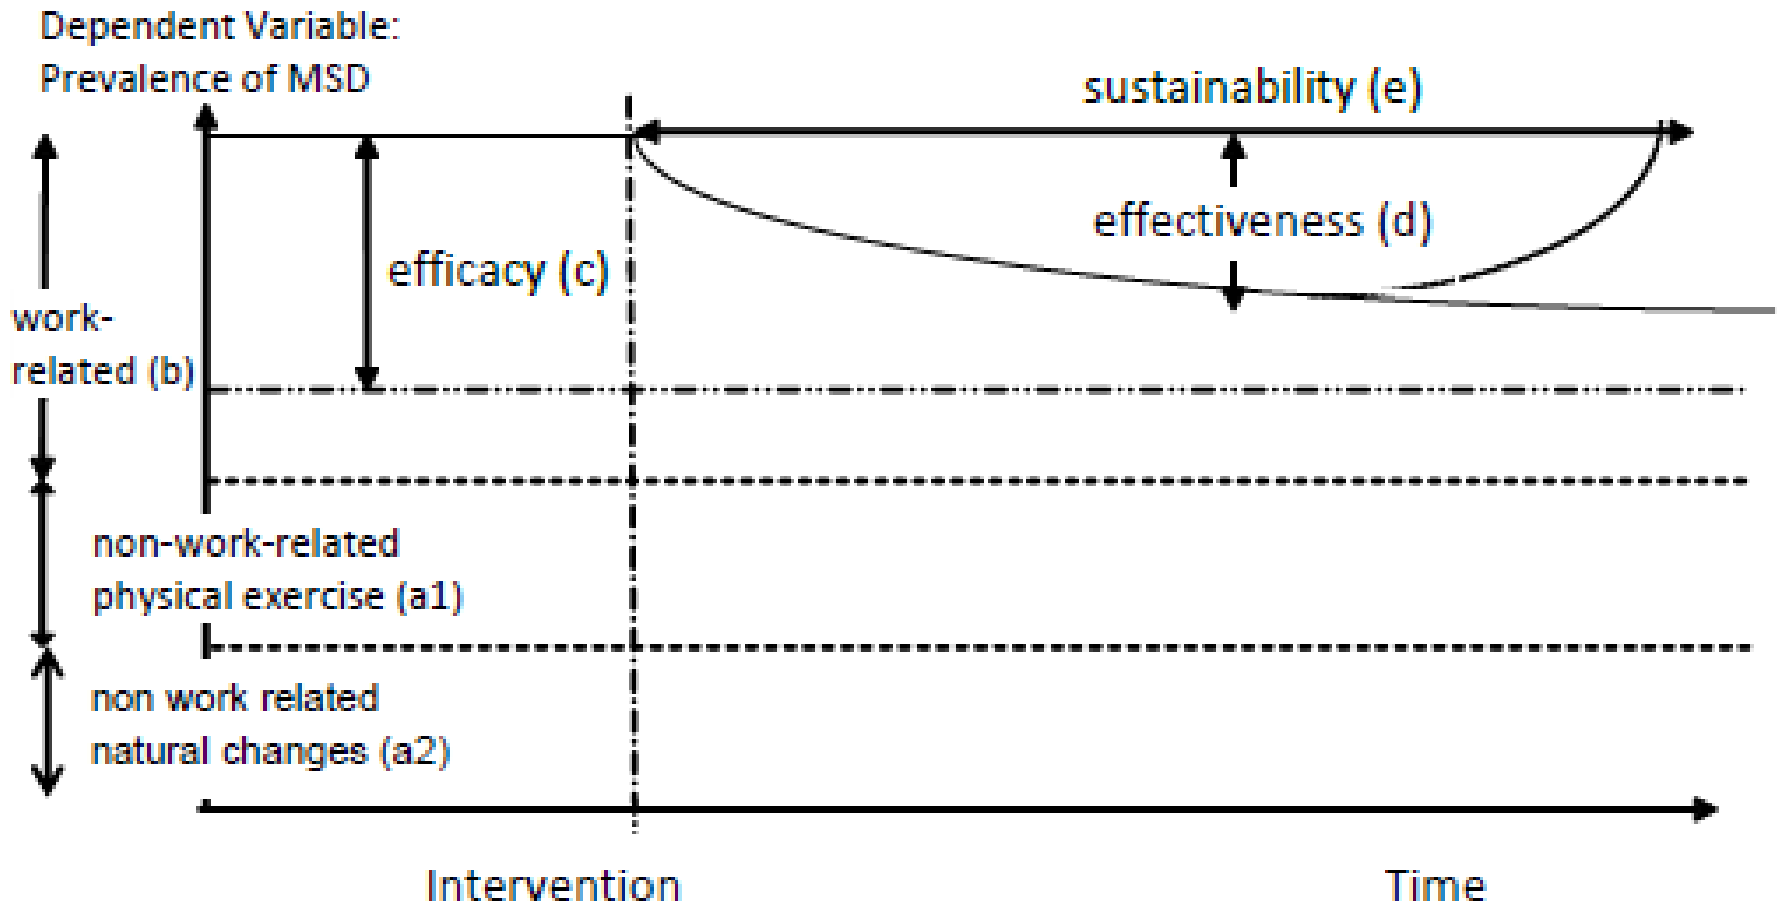 Dependent Variable:
Prevalence of MSD
sustainability (e)
effectiveness (d)
efficacy (c)
work-
related (b)
non-work-related
physical exercise (a1)
non work related
natural changes (a2)
Intervention
Time